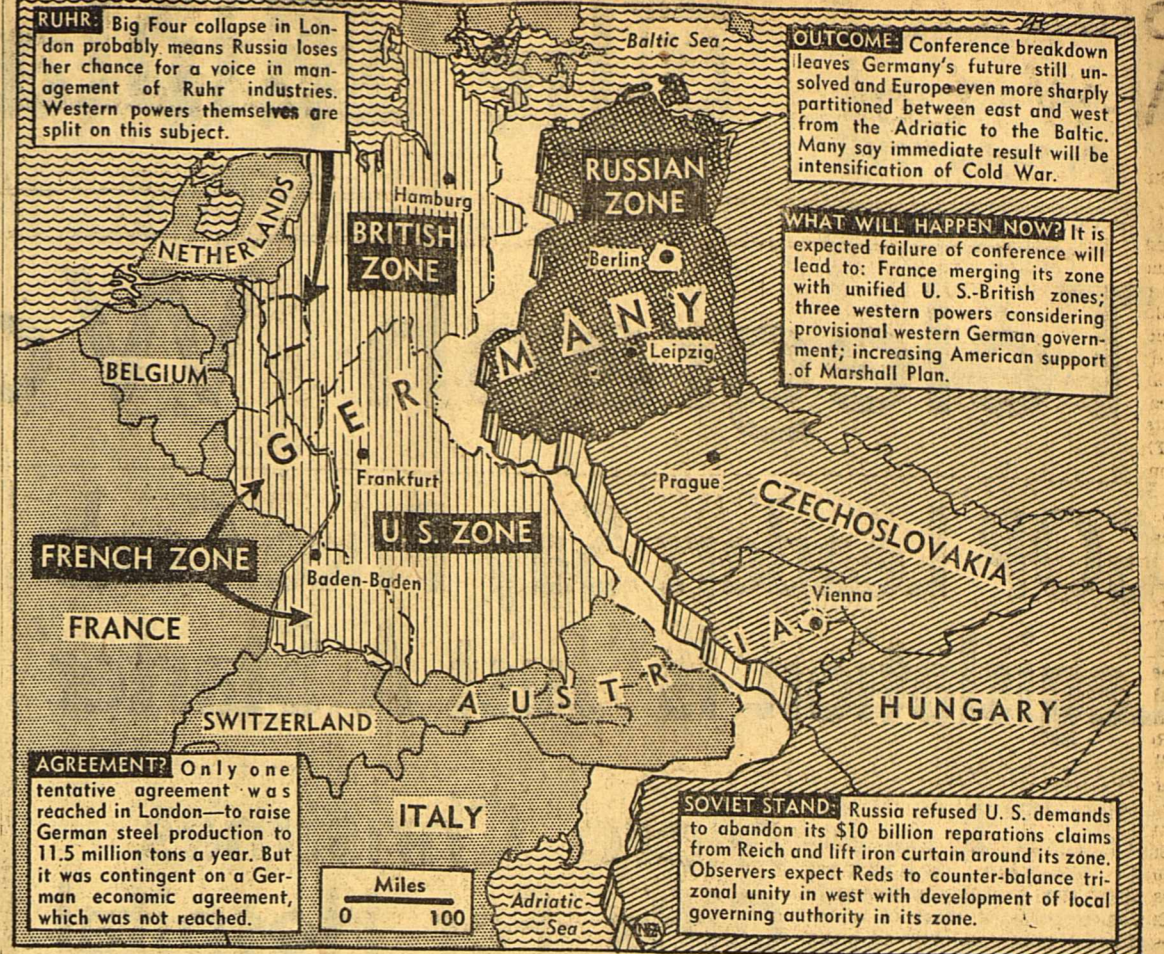 RUHR: Big Four collapse in Lon-
don probably means Russia loses
her chance for a voice in man-
agement of Ruhr industries.
Western powers themselves are
split on this subject.
Baltic Sea
OUTCOME: Conference breakdown
leaves Germany's future still un-
solved and Europe even more sharply
partitioned between east and west
from the Adriatic to the Baltic.
Many say immediate result will be
intensification of Cold War.
WHAT WILL HAPPEN NOW? It is
expected failure of conference will
lead to: France merging its zone
with unified U. S.-British zones;
three western powers considering
provisional western German govern-
ment; increasing American support
of Marshall Plan.
NETHERLANDS
Hamburg
BRITISH
ZONE
RUSSIAN
ZONE
Berlin
GERMANY
Leipzig
BELGIUM
Frankfurt
Prague
CZECHOSLOVAKIA
U. S. ZONE
FRENCH ZONE
Baden-Baden
FRANCE
Vienna
AUSTRIA
SWITZERLAND
HUNGARY
AGREEMENT? Only one
tentative agreement was
reached in London—to raise
German steel production to
11.5 million tons a year. But
it was contingent on a Ger-
man economic agreement,
which was not reached.
ITALY
Miles
0 100
Adriatic
Sea
NEA
SOVIET STAND: Russia refused U. S. demands
to abandon its $10 billion reparations claims
from Reich and lift iron curtain around its zone.
Observers expect Reds to counter-balance tri-
zonal unity in west with development of local
governing authority in its zone.